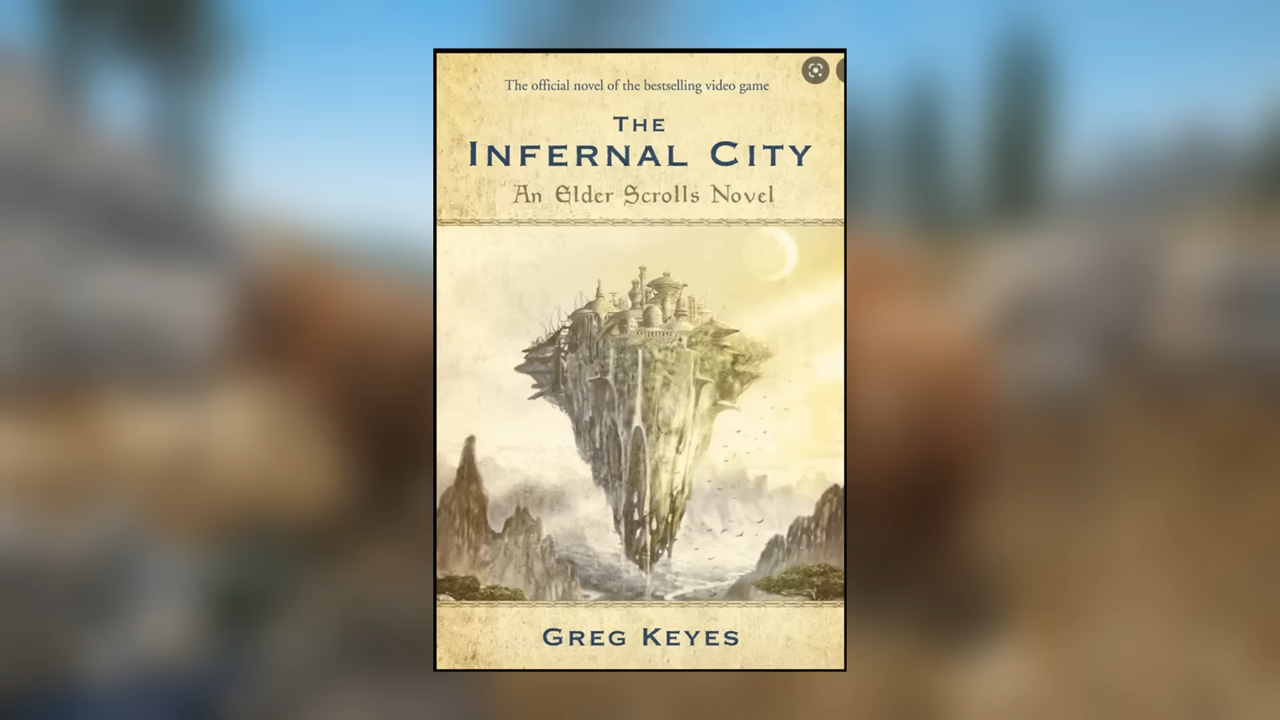 The official novel of the bestselling video game
The
Infernal City
An Elder Scrolls Novel
Greg Keyes